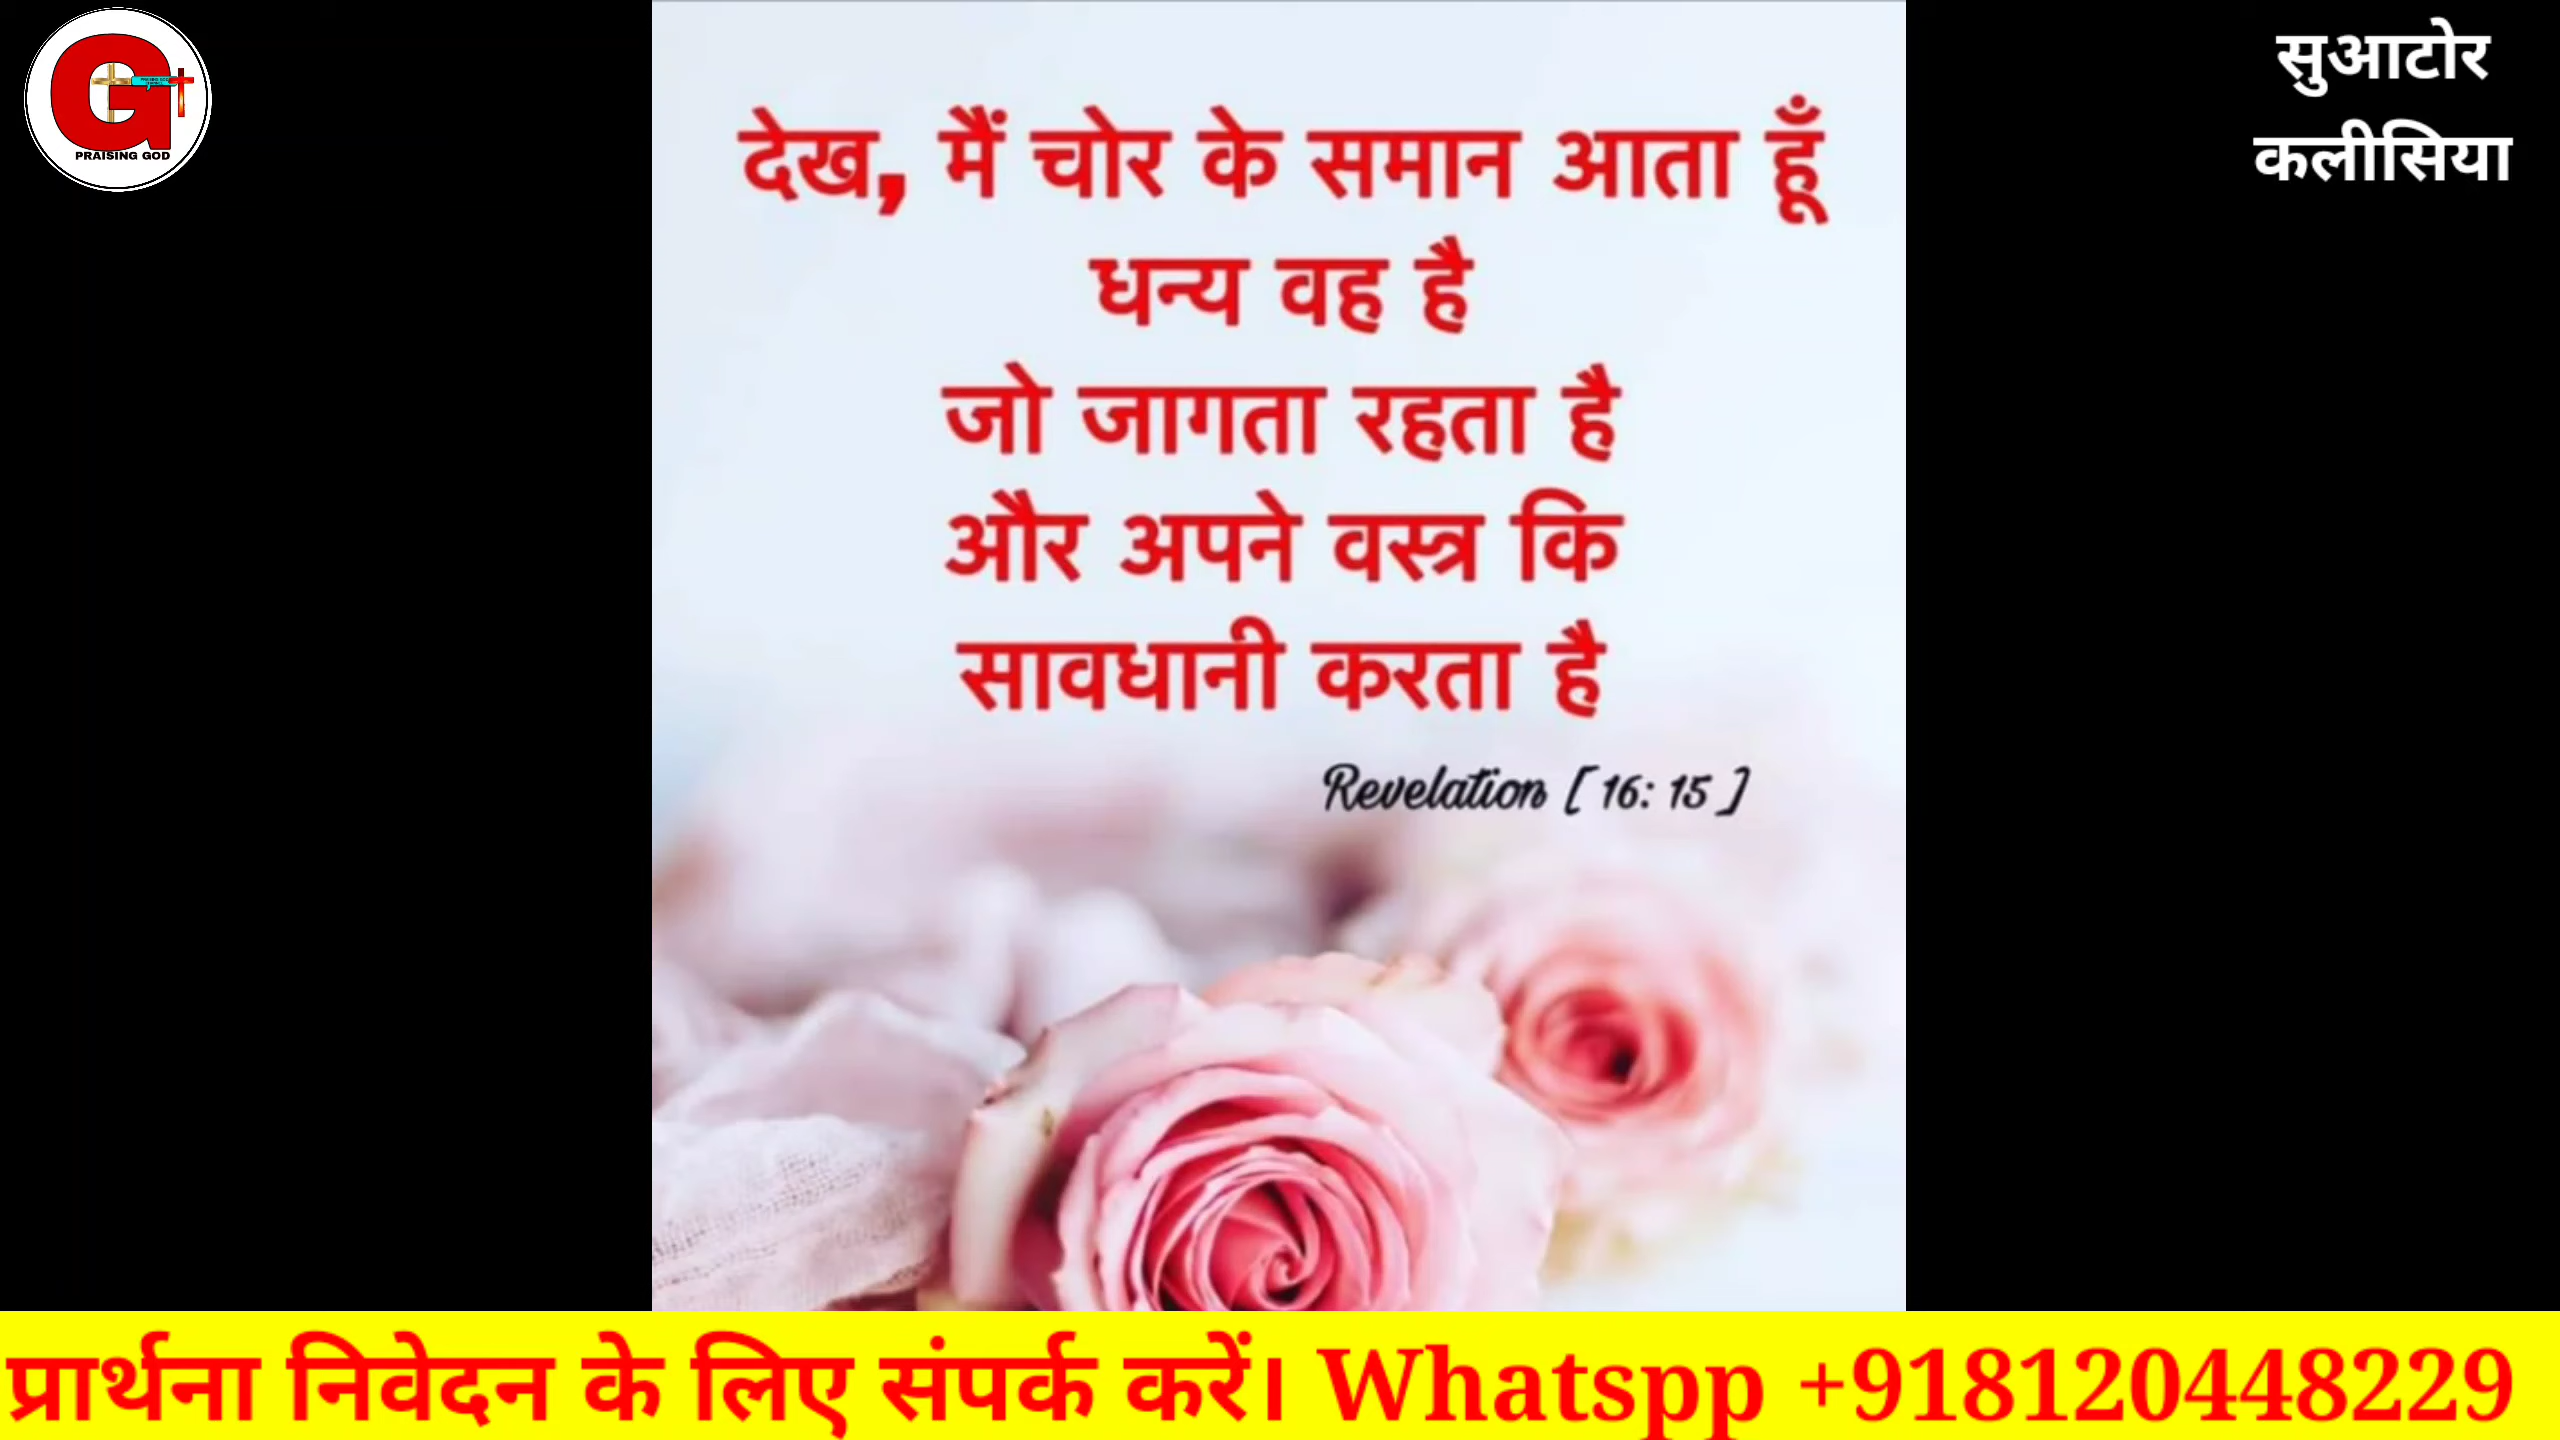 G
PRAISING GOD
सुआटोर
कलीसिया
देख, मैं चोर के समान आता हूँ
धन्य वह है
जो जागता रहता है
और अपने वस्त्र कि
सावधानी करता है
Revelation [ 16: 15 ]
प्रार्थना निवेदन के लिए संपर्क करें। Whatspp +918120448229